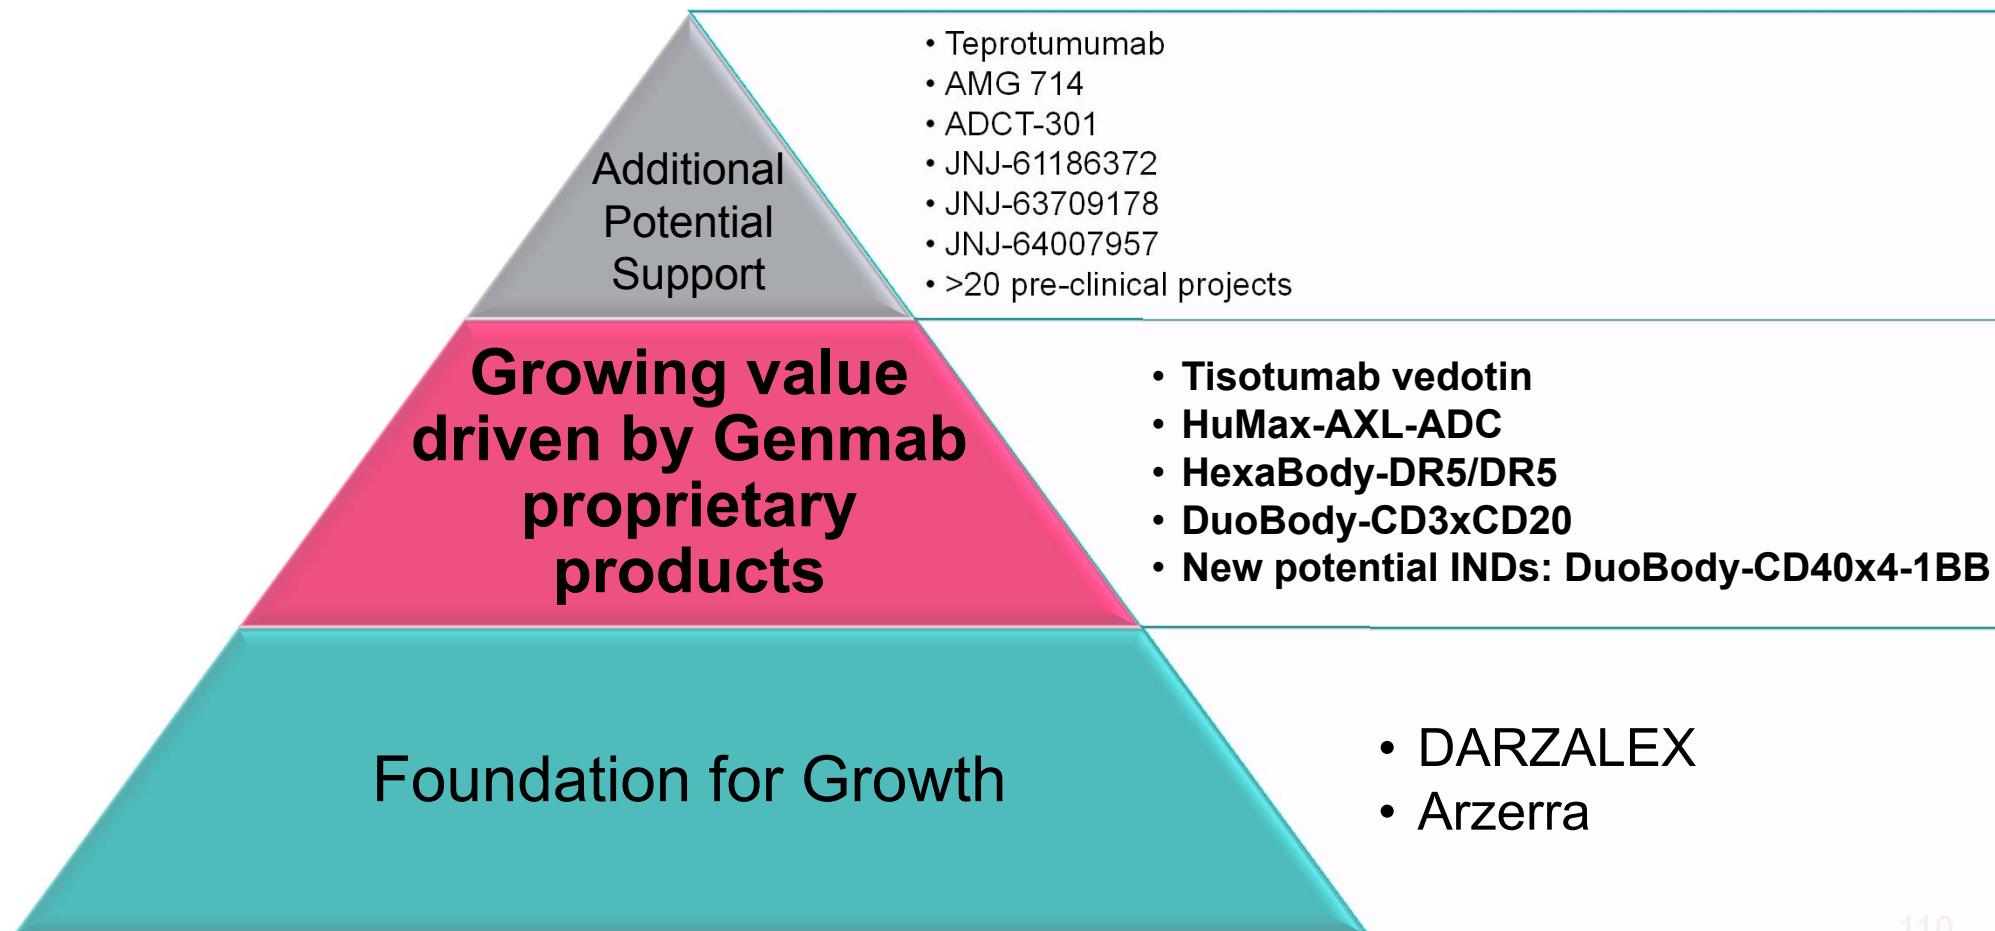 Additional
Potential
Support
• Teprotumumab
• AMG 714
• ADCT-301
• JNJ-61186372
• JNJ-63709178
• JNJ-64007957
• >20 pre-clinical projects
Growing value
driven by Genmab
proprietary
products
• Tisotumab vedotin
• HuMax-AXL-ADC
• HexaBody-DR5/DR5
• DuoBody-CD3xCD20
• New potential INDs: DuoBody-CD40x4-1BB
Foundation for Growth
• DARZALEX
• Arzerra
110